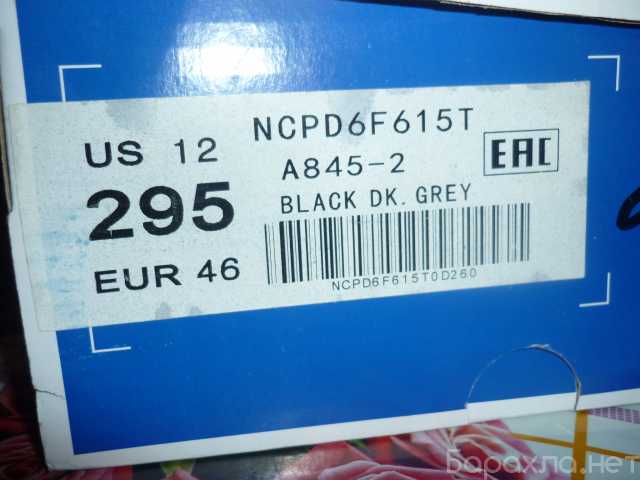 US 12
295
EUR 46
NCPD6F615T
A845-2
BLACK DK. GREY
EAC
NCPD6F615T0D260
Барахла.нет